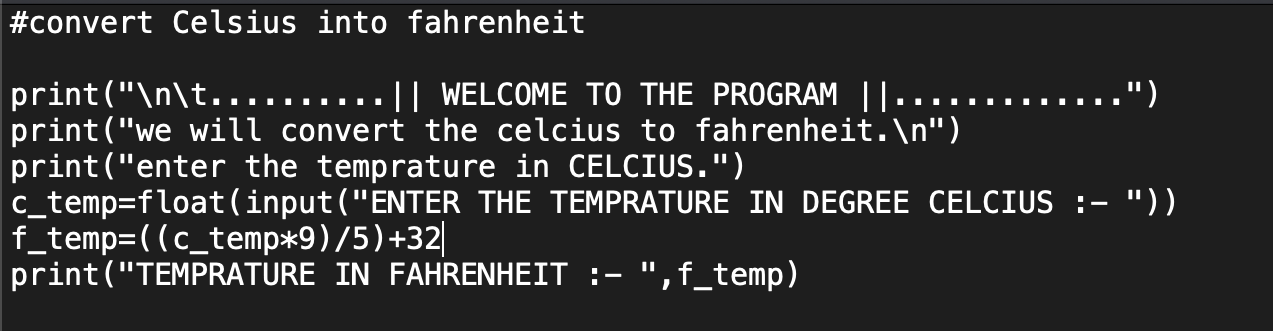 #convert Celsius into fahrenheit
print("\n\t..........|| WELCOME TO THE PROGRAM ||.............")
print("we will convert the celcius to fahrenheit.\n")
print("enter the temprature in CELCIUS.")
c_temp=float(input("ENTER THE TEMPRATURE IN DEGREE CELCIUS :– "))
f_temp=((c_temp*9)/5)+32
print("TEMPRATURE IN FAHRENHEIT :– ",f_temp)